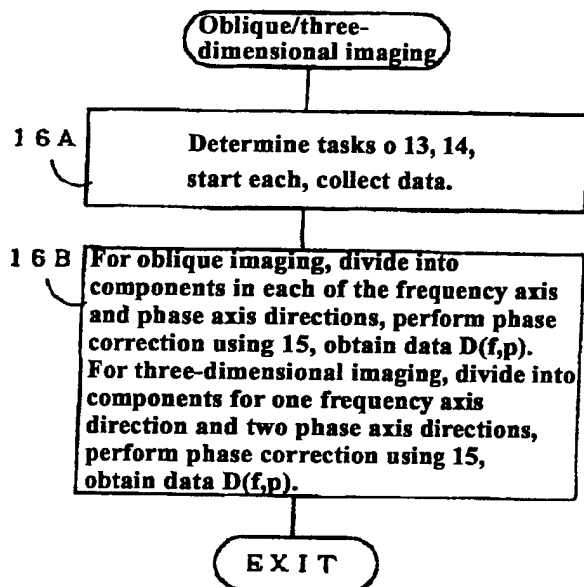 Oblique/three-
dimensional imaging
16A
Determine tasks o 13, 14,
start each, collect data.
16B
For oblique imaging, divide into
components in each of the frequency axis
and phase axis directions, perform phase
correction using 15, obtain data D(f,p).
For three-dimensional imaging, divide into
components for one frequency axis
direction and two phase axis directions,
perform phase correction using 15,
obtain data D(f,p).
EXIT